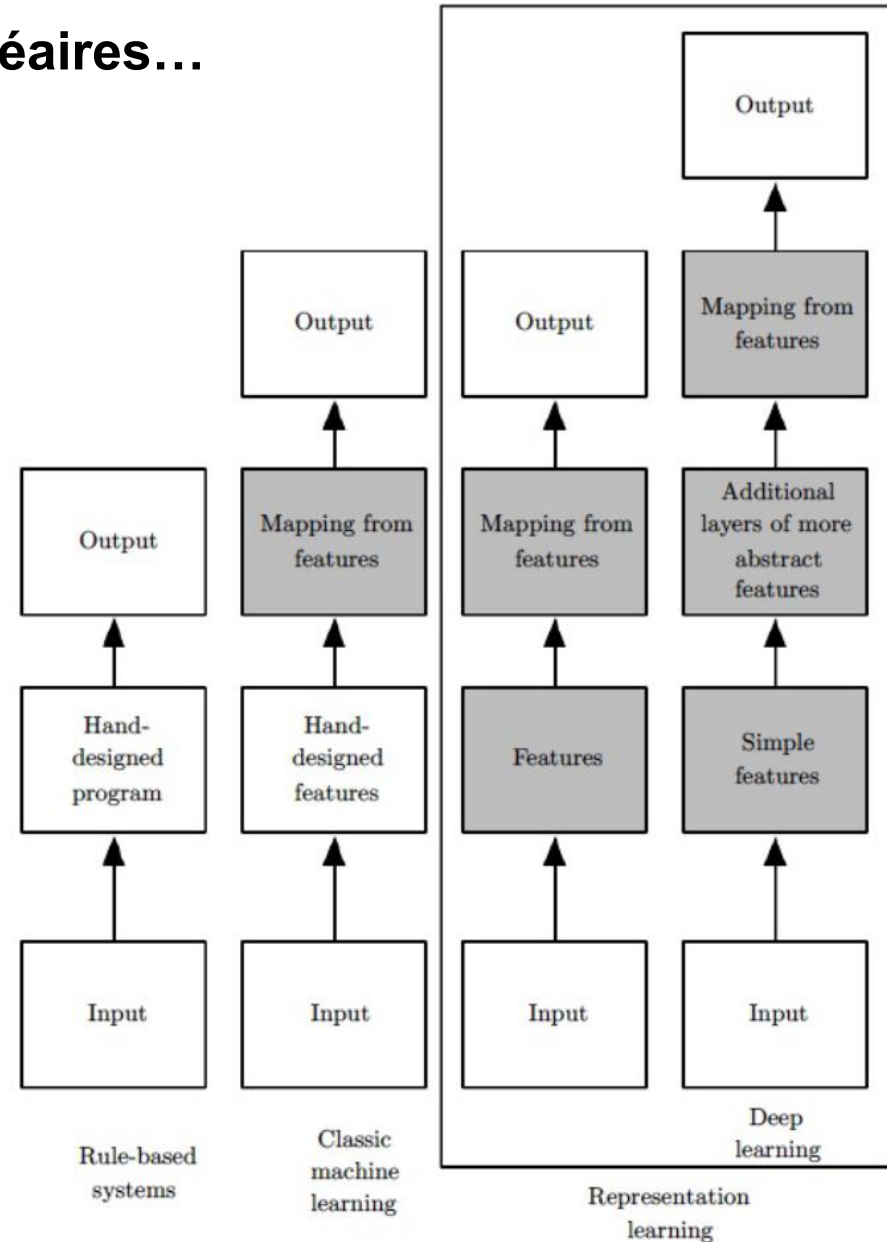 éaires…
Output
Mapping from
features
Additional
layers of more
abstract
features
Simple
features
Input
Deep
learning
Output
Mapping from
features
Features
Input
Representation
learning
Output
Mapping from
features
Hand-
designed
features
Input
Classic
machine
learning
Output
Hand-
designed
program
Input
Rule-based
systems